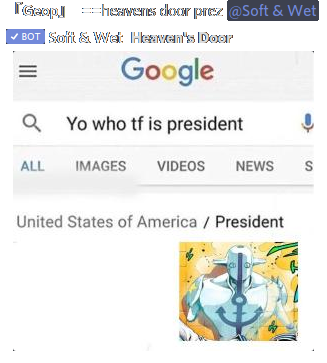 『Geop』 ==heavens door prez @Soft & Wet
✔ BOT Soft & Wet: Heaven's Door
Google
Yo who tf is president
ALL IMAGES VIDEOS NEWS S
United States of America / President